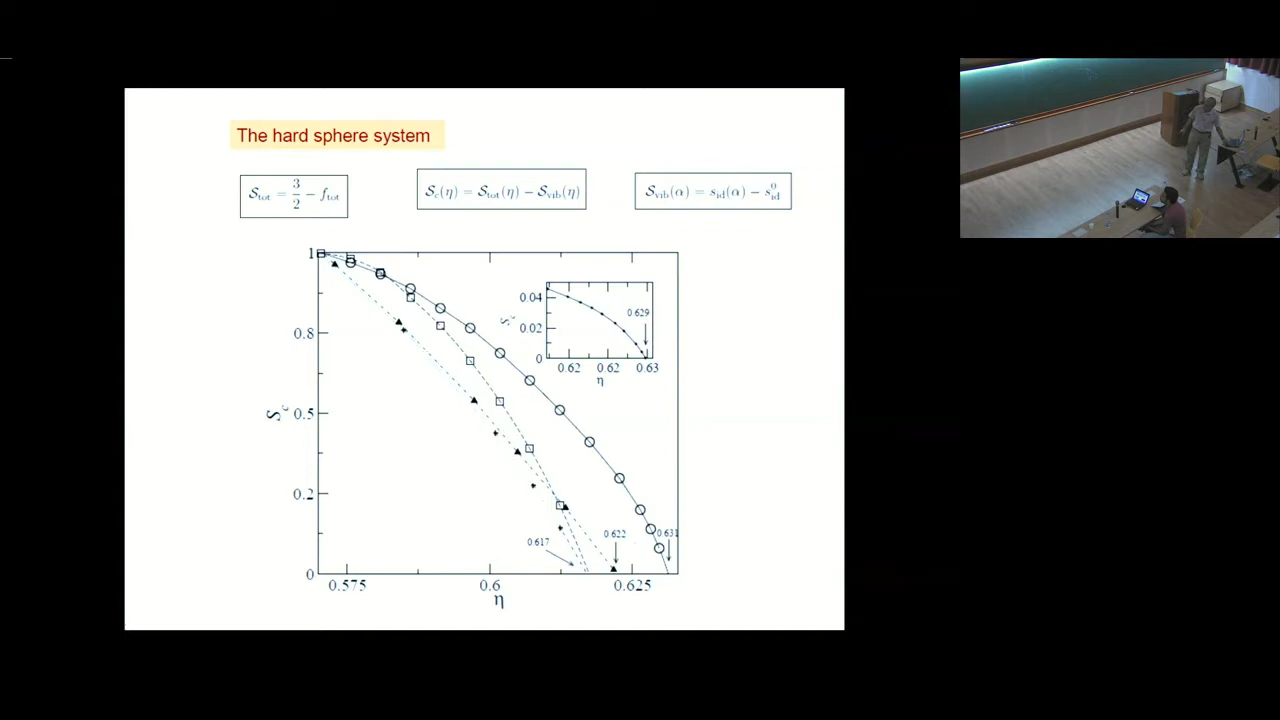 The hard sphere system
𝒮_tot = 3/2 − f_tot
𝒮_c(η) = 𝒮_tot(η) − 𝒮_vib(η)
𝒮_vib(α) = s_id(α) − s⁰_id
1
0.8
0.5
0.2
0
𝒮_c
0.575
0.6
0.625
η
0.617
0.622
0.631
0.04
0.02
0
𝒮_c
0.629
0.62
0.62
0.63
η